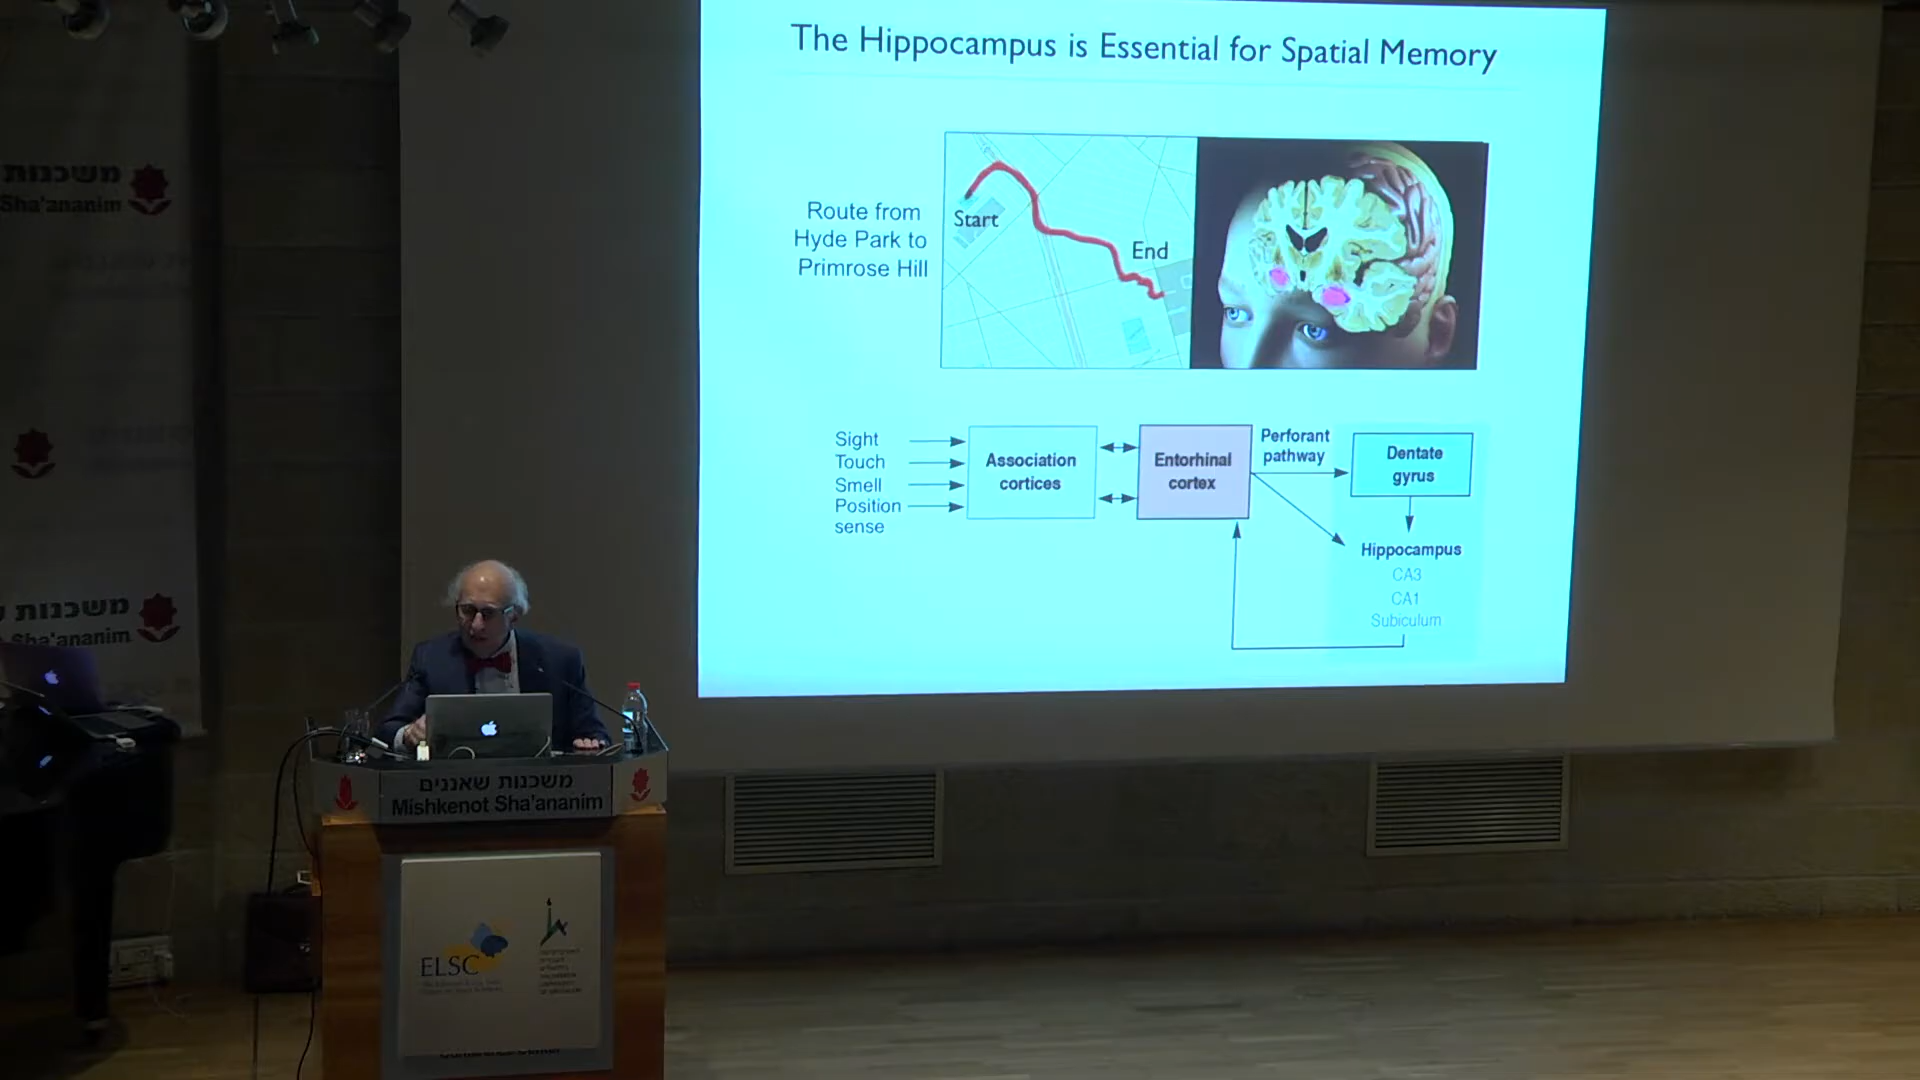 The Hippocampus is Essential for Spatial Memory
Route from
Hyde Park to
Primrose Hill
Start
End
Sight
Touch
Smell
Position
sense
Association
cortices
Entorhinal
cortex
Perforant
pathway
Dentate
gyrus
Hippocampus
CA3
CA1
Subiculum
משכנות
Sha'ananim
משכנות
Sha'ananim
משכנות שאננים
Mishkenot Sha'ananim
ELSC